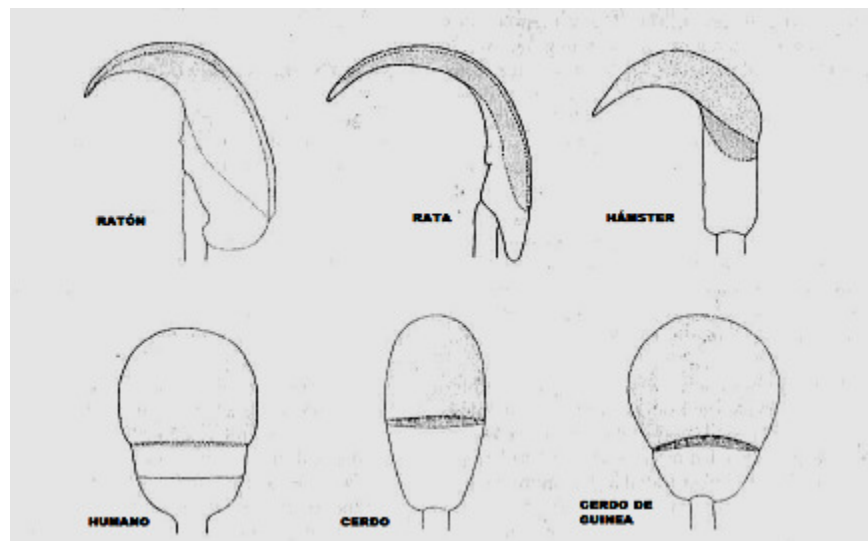 RATÓN
RATA
HÁMSTER
HUMANO
CERDO
CERDO DE
GUINEA